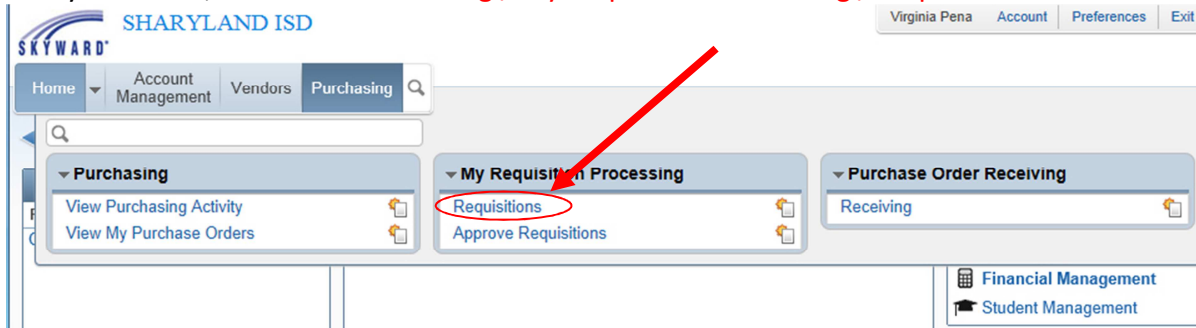 SHARYLAND ISD
Virginia Pena Account Preferences Exit
SKYWARD
Home Account Management Vendors Purchasing
Purchasing
View Purchasing Activity
View My Purchase Orders
My Requisition Processing
Requisitions
Approve Requisitions
Purchase Order Receiving
Receiving
Financial Management
Student Management